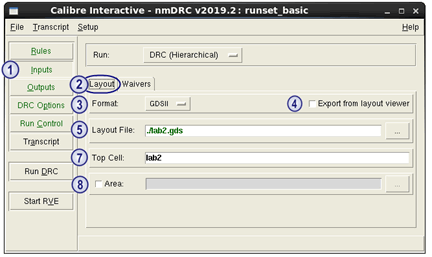 Calibre Interactive - nmDRC v2019.2 : runset_basic
File Transcript Setup Help
Rules
Run: DRC (Hierarchical)
1 Inputs
Outputs
2 Layout Waivers
DRC Options
3 Format: GDSII 4 Export from layout viewer
Run Control
5 Layout File: ./lab2.gds ...
Transcript
7 Top Cell: lab2
Run DRC
8 Area: ...
Start RVE